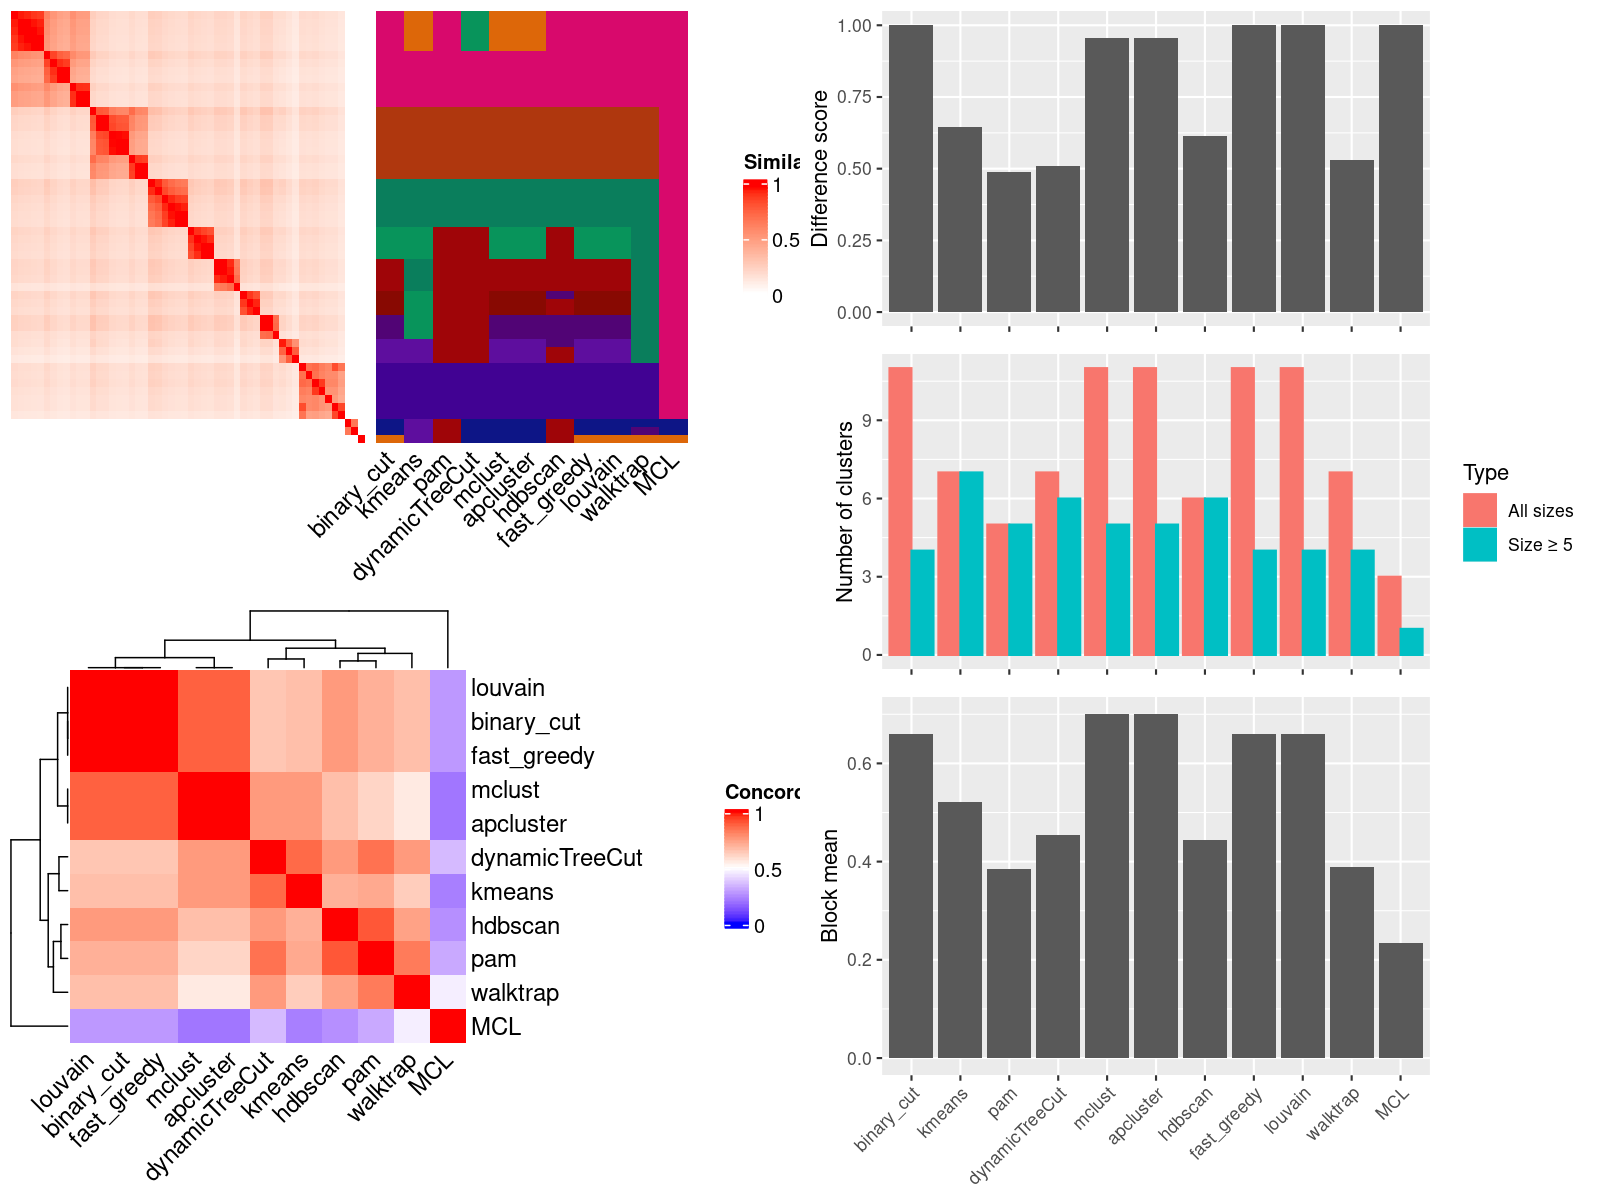 Simila
1
0.5
0
binary_cut
kmeans
pam
dynamicTreeCut
mclust
apcluster
hdbscan
fast_greedy
louvain
walktrap
MCL
louvain
binary_cut
fast_greedy
mclust
apcluster
dynamicTreeCut
kmeans
hdbscan
pam
walktrap
MCL
louvain
binary_cut
fast_greedy
mclust
apcluster
dynamicTreeCut
kmeans
hdbscan
pam
walktrap
MCL
Concord
1
0.5
0
Difference score
1.00
0.75
0.50
0.25
0.00
Number of clusters
9
6
3
0
Type
All sizes
Size ≥ 5
Block mean
0.6
0.4
0.2
0.0
binary_cut
kmeans
pam
dynamicTreeCut
mclust
apcluster
hdbscan
fast_greedy
louvain
walktrap
MCL